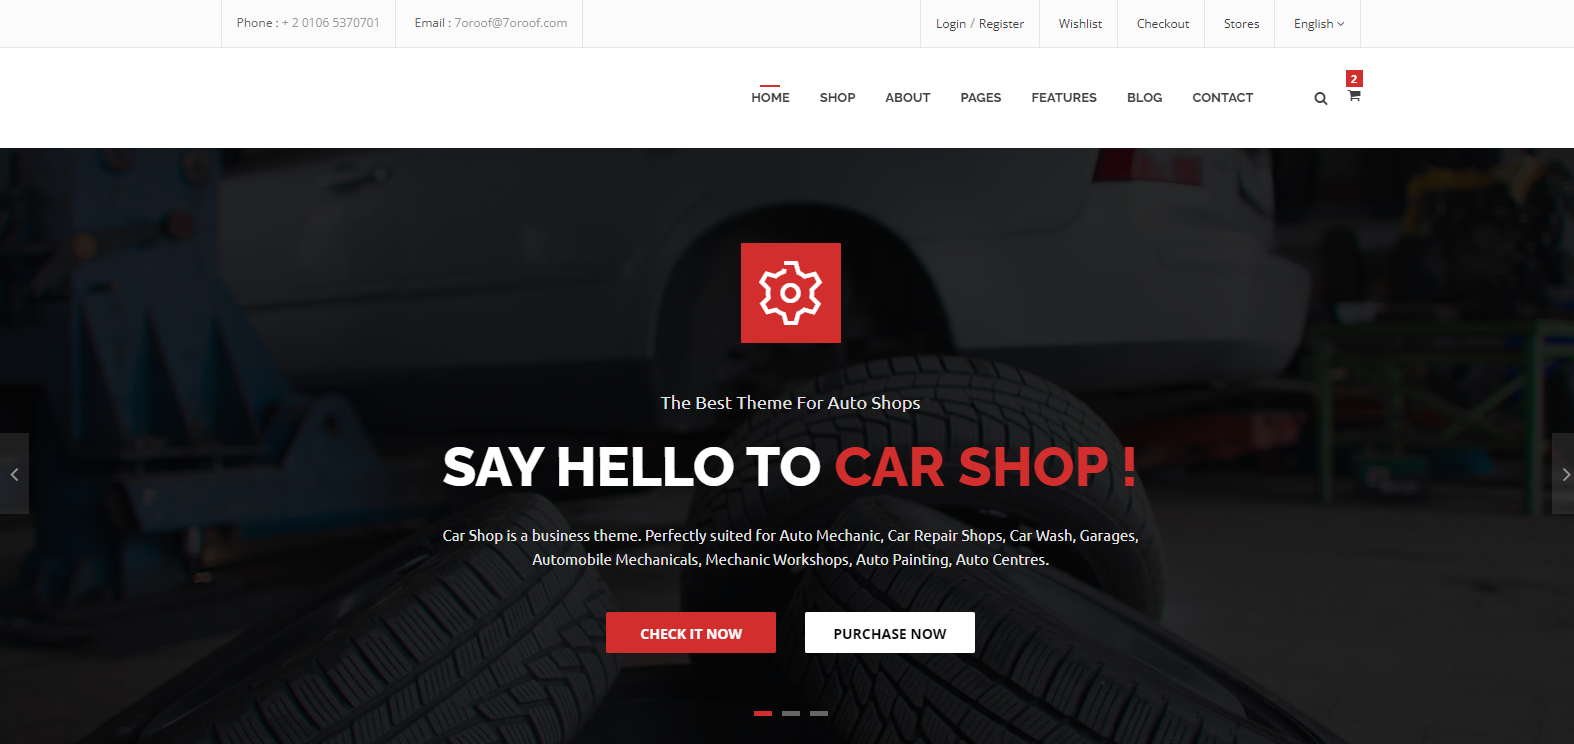 Phone : + 2 0106 5370701 Email : 7oroof@7oroof.com Login / Register Wishlist Checkout Stores English
2
HOME SHOP ABOUT PAGES FEATURES BLOG CONTACT
The Best Theme For Auto Shops
SAY HELLO TO CAR SHOP !
Car Shop is a business theme. Perfectly suited for Auto Mechanic, Car Repair Shops, Car Wash, Garages,
Automobile Mechanicals, Mechanic Workshops, Auto Painting, Auto Centres.
CHECK IT NOW PURCHASE NOW